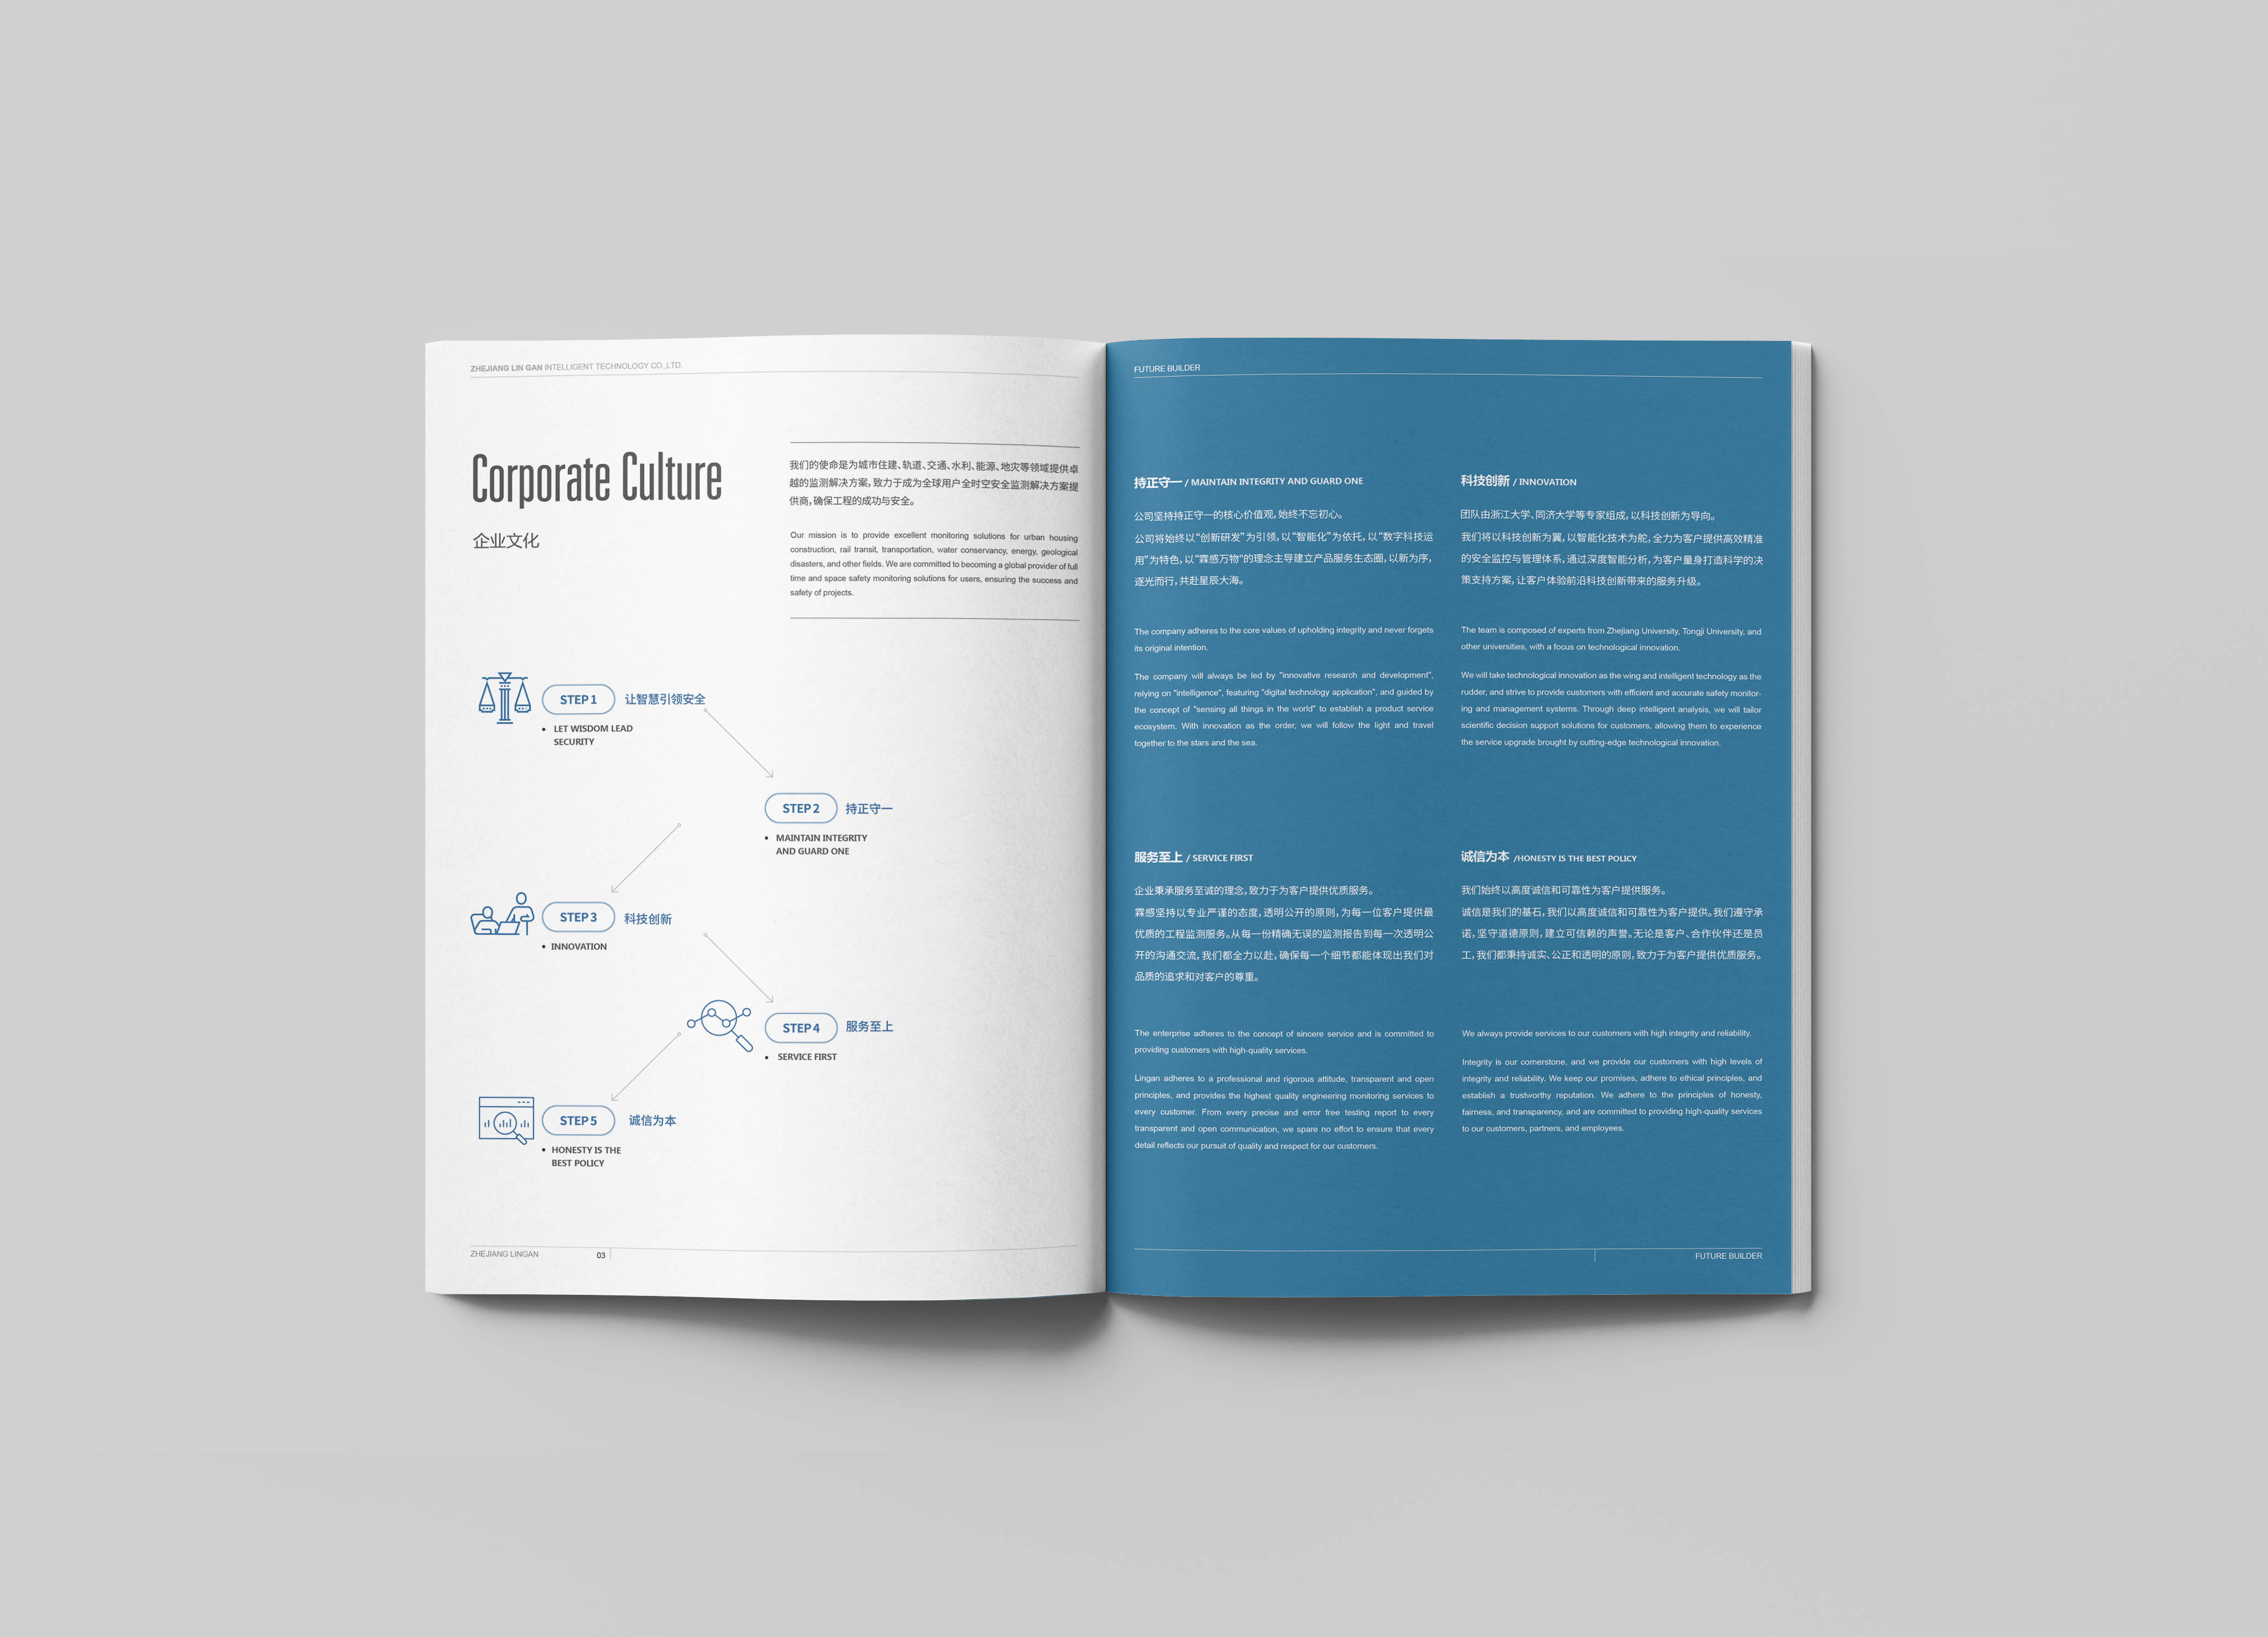 ZHEJIANG LIN GAN INTELLIGENT TECHNOLOGY CO.,LTD.
Corporate Culture
企业文化
我们的使命是为城市住建、轨道、交通、水利、能源、地灾等领域提供卓
越的监测解决方案，致力于成为全球用户全时空安全监测解决方案提
供商，确保工程的成功与安全。
Our mission is to provide excellent monitoring solutions for urban housing
construction, rail transit, transportation, water conservancy, energy, geological
disasters, and other fields. We are committed to becoming a global provider of full
time and space safety monitoring solutions for users, ensuring the success and
safety of projects.
STEP 1 让智慧引领安全
• LET WISDOM LEAD
SECURITY
STEP 2 持正守一
• MAINTAIN INTEGRITY
AND GUARD ONE
STEP 3 科技创新
• INNOVATION
STEP 4 服务至上
• SERVICE FIRST
STEP 5 诚信为本
• HONESTY IS THE
BEST POLICY
ZHEJIANG LINGAN 03
FUTURE BUILDER
持正守一 / MAINTAIN INTEGRITY AND GUARD ONE
公司坚持持正守一的核心价值观，始终不忘初心。
公司将始终以“创新研发”为引领，以“智能化”为依托，以“数字科技运
用”为特色，以“霖感万物“的理念主导建立产品服务生态圈，以新为序，
逐光而行，共赴星辰大海。
The company adheres to the core values of upholding integrity and never forgets
its original intention.
The company will always be led by "innovative research and development",
relying on "intelligence", featuring "digital technology application", and guided by
the concept of "sensing all things in the world" to establish a product service
ecosystem. With innovation as the order, we will follow the light and travel
together to the stars and the sea.
科技创新 / INNOVATION
团队由浙江大学、同济大学等专家组成，以科技创新为导向。
我们将以科技创新为翼，以智能化技术为舵，全力为客户提供高效精准
的安全监控与管理体系，通过深度智能分析，为客户量身打造科学的决
策支持方案，让客户体验前沿科技创新带来的服务升级。
The team is composed of experts from Zhejiang University, Tongji University, and
other universities, with a focus on technological innovation.
We will take technological innovation as the wing and intelligent technology as the
rudder, and strive to provide customers with efficient and accurate safety monitor-
ing and management systems. Through deep intelligent analysis, we will tailor
scientific decision support solutions for customers, allowing them to experience
the service upgrade brought by cutting-edge technological innovation.
服务至上 / SERVICE FIRST
企业秉承服务至诚的理念，致力于为客户提供优质服务。
霖感坚持以专业严谨的态度，透明公开的原则，为每一位客户提供最
优质的工程监测服务。从每一份精确无误的监测报告到每一次透明公
开的沟通交流，我们都全力以赴，确保每一个细节都能体现出我们对
品质的追求和对客户的尊重。
The enterprise adheres to the concept of sincere service and is committed to
providing customers with high-quality services.
Lingan adheres to a professional and rigorous attitude, transparent and open
principles, and provides the highest quality engineering monitoring services to
every customer. From every precise and error free testing report to every
transparent and open communication, we spare no effort to ensure that every
detail reflects our pursuit of quality and respect for our customers.
诚信为本 /HONESTY IS THE BEST POLICY
我们始终以高度诚信和可靠性为客户提供服务。
诚信是我们的基石，我们以高度诚信和可靠性为客户提供。我们遵守承
诺，坚守道德原则，建立可信赖的声誉。无论是客户、合作伙伴还是员
工，我们都秉持诚实、公正和透明的原则，致力于为客户提供优质服务。
We always provide services to our customers with high integrity and reliability.
Integrity is our cornerstone, and we provide our customers with high levels of
integrity and reliability. We keep our promises, adhere to ethical principles, and
establish a trustworthy reputation. We adhere to the principles of honesty,
fairness, and transparency, and are committed to providing high-quality services
to our customers, partners, and employees.
FUTURE BUILDER